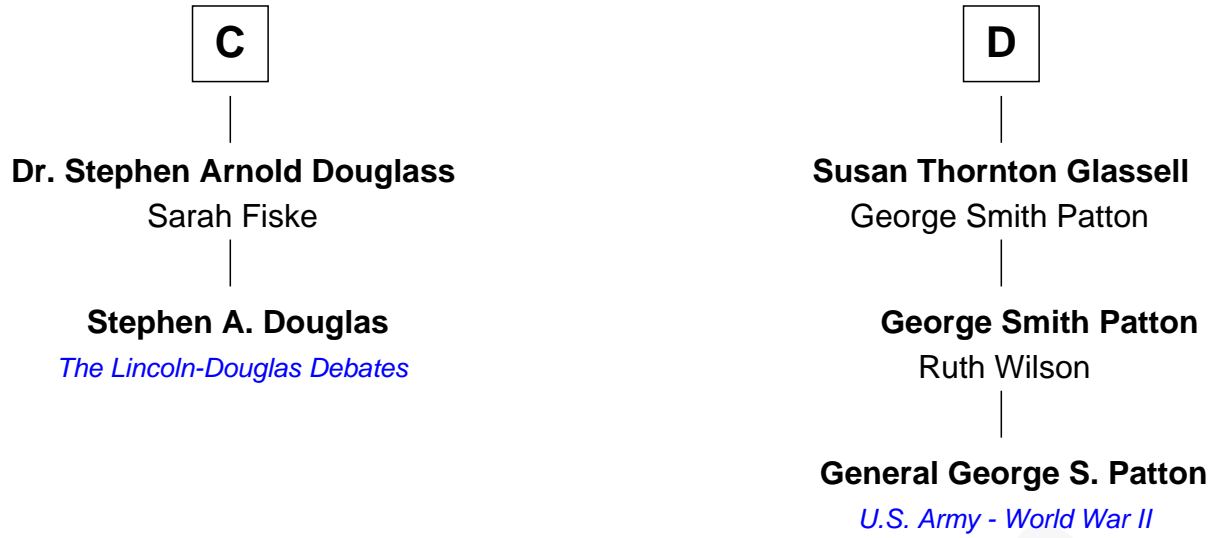 C
Dr. Stephen Arnold Douglass
Sarah Fiske
Stephen A. Douglas
The Lincoln-Douglas Debates
D
Susan Thornton Glassell
George Smith Patton
George Smith Patton
Ruth Wilson
General George S. Patton
U.S. Army - World War II